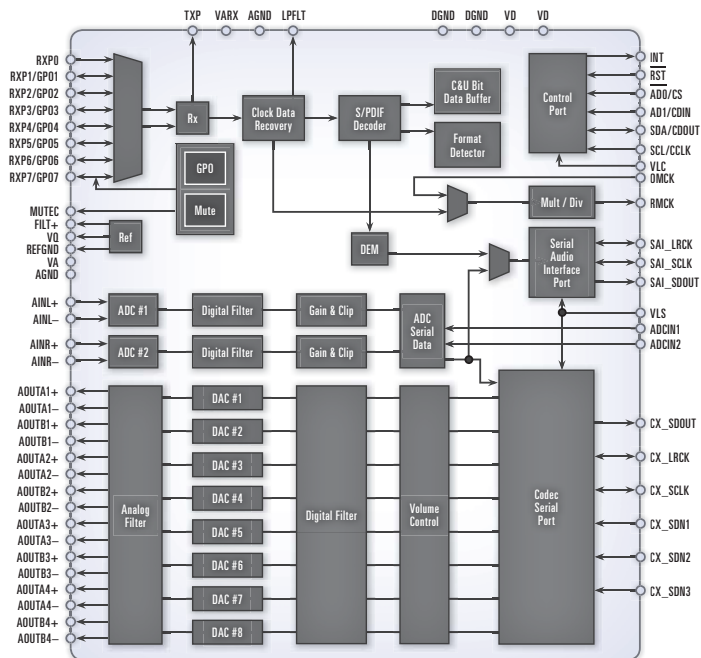 TXP VARX AGND LPFLT DGND DGND VD VD
RXP0
RXP1/GPO1
RXP2/GPO2
RXP3/GPO3
RXP4/GPO4
RXP5/GPO5
RXP6/GPO6
RXP7/GPO7
MUTEC
FILT+
VQ
REFGND
VA
AGND
AINL+
AINL–
AINR+
AINR–
AOUTA1+
AOUTA1–
AOUTB1+
AOUTB1–
AOUTA2+
AOUTA2–
AOUTB2+
AOUTB2–
AOUTA3+
AOUTA3–
AOUTB3+
AOUTB3–
AOUTA4+
AOUTA4–
AOUTB4+
AOUTB4–
Rx
Clock Data
Recovery
S/PDIF
Decoder
C&U Bit
Data Buffer
Format
Detector
Control
Port
GPO
Mute
Ref
DEM
Mult / Div
Serial
Audio
Interface
Port
ADC #1
Digital Filter
Gain & Clip
ADC #2
Digital Filter
Gain & Clip
ADC
Serial
Data
Analog
Filter
DAC #1
DAC #2
DAC #3
DAC #4
DAC #5
DAC #6
DAC #7
DAC #8
Digital Filter
Volume
Control
Codec
Serial
Port
INT
RST
AD0/CS
AD1/CDIN
SDA/CDOUT
SCL/CCLK
VLC
OMCK
RMCK
SAI_LRCK
SAI_SCLK
SAI_SDOUT
VLS
ADCIN1
ADCIN2
CX_SDOUT
CX_LRCK
CX_SCLK
CX_SDN1
CX_SDN2
CX_SDN3